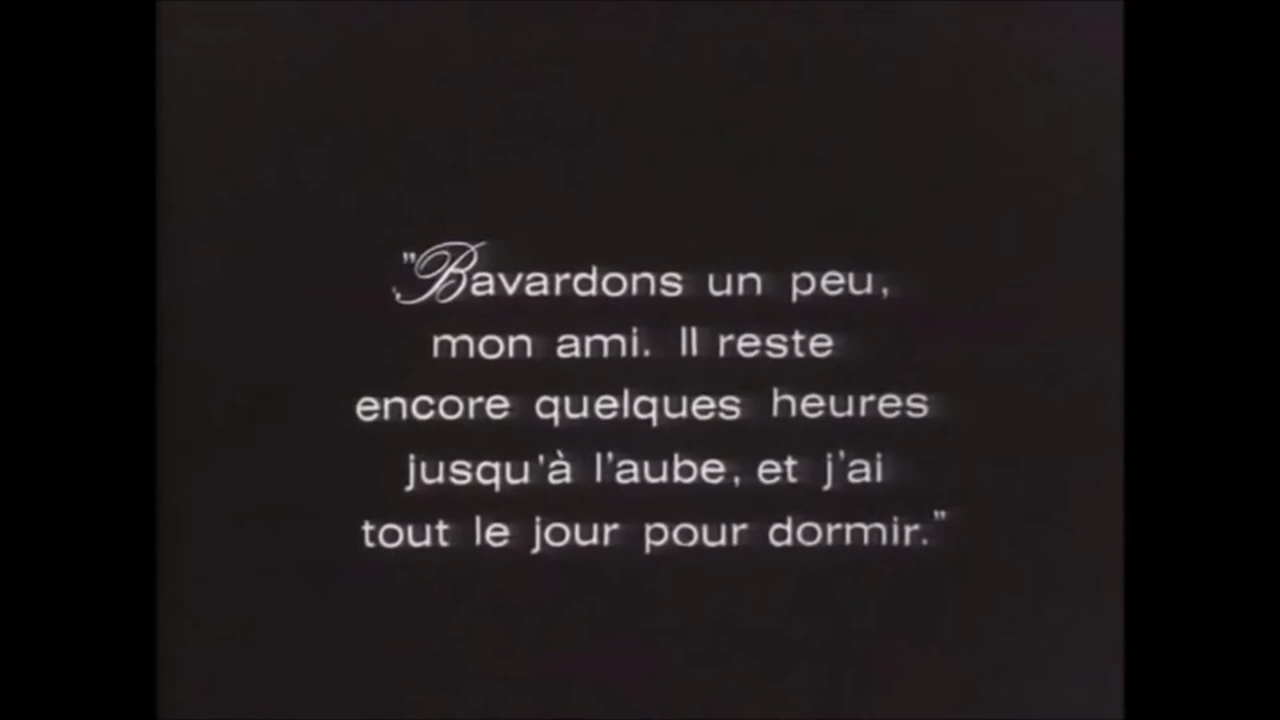 "Bavardons un peu,
mon ami. Il reste
encore quelques heures
jusqu'à l'aube, et j'ai
tout le jour pour dormir."